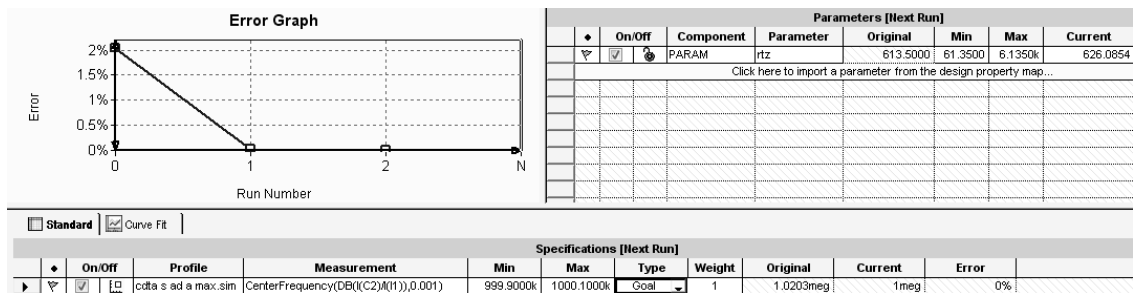 Error Graph
2%
1.5%
1%
0.5%
0%
Error
0 1 2 N
Run Number
Parameters [Next Run]
On/Off Component Parameter Original Min Max Current
PARAM rtz 613.5000 61.3500 6.1350k 626.0854
Click here to import a parameter from the design property map...
Standard Curve Fit
Specifications [Next Run]
On/Off Profile Measurement Min Max Type Weight Original Current Error
cdta s ad a max.sim CenterFrequency(DB(I(C2)/I(I1)),0.001) 999.9000k 1000.1000k Goal 1 1.0203meg 1meg 0%